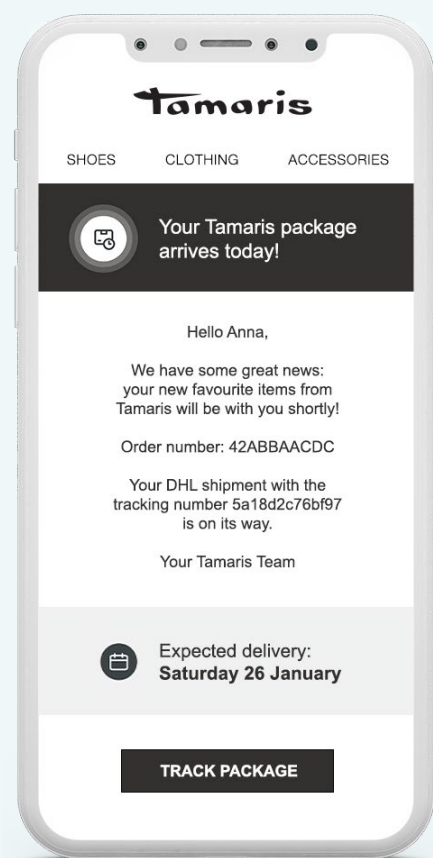 Tamaris
SHOES CLOTHING ACCESSORIES
Your Tamaris package
arrives today!
Hello Anna,
We have some great news:
your new favourite items from
Tamaris will be with you shortly!
Order number: 42ABBAACDC
Your DHL shipment with the
tracking number 5a18d2c76bf97
is on its way.
Your Tamaris Team
Expected delivery:
Saturday 26 January
TRACK PACKAGE